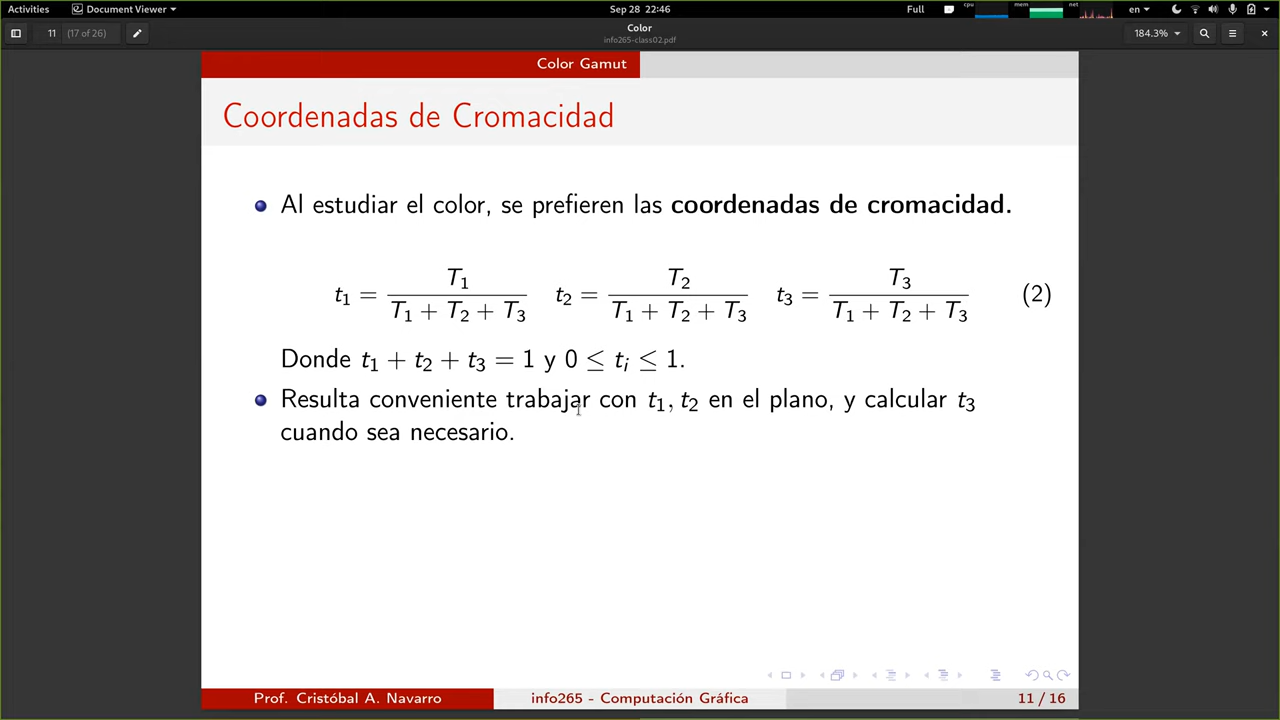 Activities Document Viewer Sep 28 22:46 Full cpu mem net en
11 (17 of 26) Color 184.3%
info265-class02.pdf
Color Gamut
Coordenadas de Cromacidad
Al estudiar el color, se prefieren las coordenadas de cromacidad.
t₁ = T₁ / (T₁ + T₂ + T₃) t₂ = T₂ / (T₁ + T₂ + T₃) t₃ = T₃ / (T₁ + T₂ + T₃) (2)
Donde t₁ + t₂ + t₃ = 1 y 0 ≤ tᵢ ≤ 1.
Resulta conveniente trabajar con t₁, t₂ en el plano, y calcular t₃
cuando sea necesario.
Prof. Cristóbal A. Navarro info265 - Computación Gráfica 11 / 16